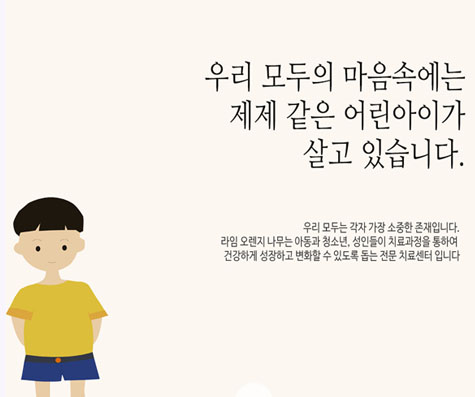 우리 모두의 마음속에는
제제 같은 어린아이가
살고 있습니다.
우리 모두는 각자 가장 소중한 존재입니다.
라임 오렌지 나무는 아동과 청소년, 성인들이 치료과정을 통하여
건강하게 성장하고 변화할 수 있도록 돕는 전문 치료센터 입니다